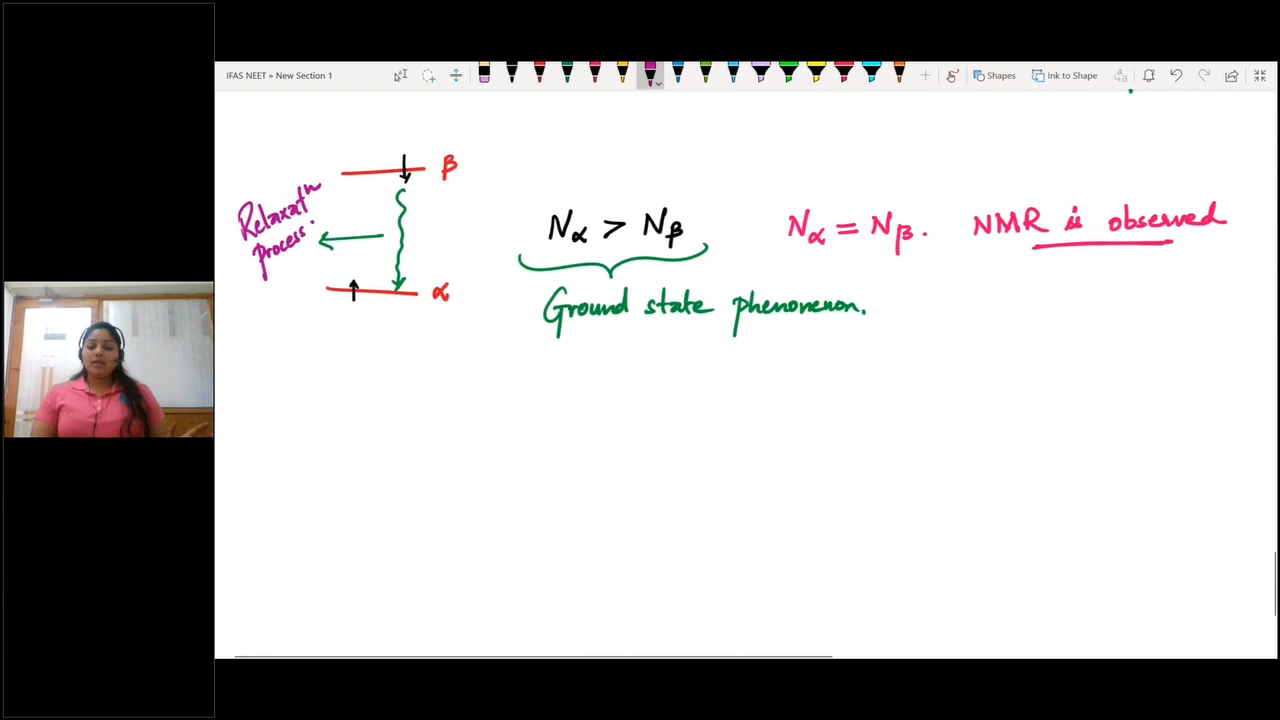 IFAS NEET » New Section 1
Shapes
Ink to Shape
β
Relaxatⁿ
process.
α
Nα > Nβ
Nα = Nβ. NMR is observed
Ground state phenorenon.